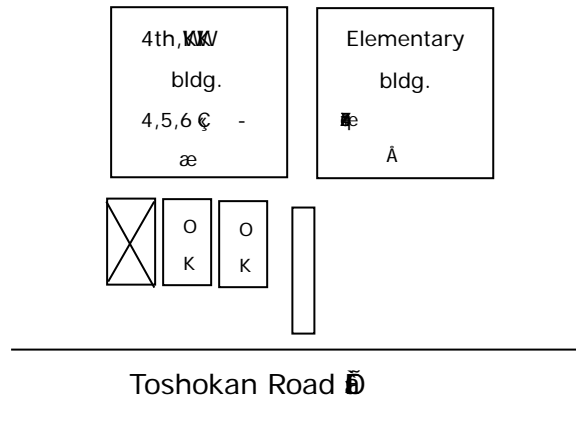 4th,
bldg.
4,5,6 -
æ
Elementary
bldg.
Å
O
K
O
K
Toshokan Road